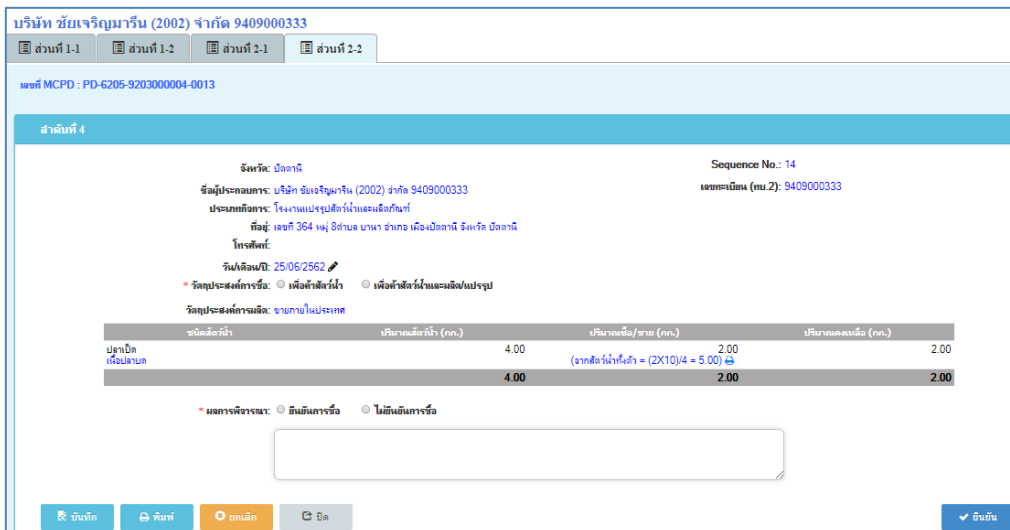 บริษัท ชัยเจริญมารีน (2002) จำกัด 9409000333
ส่วนที่ 1-1 ส่วนที่ 1-2 ส่วนที่ 2-1 ส่วนที่ 2-2
เลขที่ MCPD : PD-6205-9203000004-0013
ลำดับที่ 4
จังหวัด: ปัตตานี Sequence No.: 14
ชื่อผู้ประกอบการ: บริษัท ชัยเจริญมารีน (2002) จำกัด 9409000333 เลขทะเบียน (ทบ.2): 9409000333
ประเภทกิจการ: โรงงานแปรรูปสัตว์น้ำและผลิตภัณฑ์
ที่อยู่: เลขที่ 364 หมู่ 8ตำบล บานา อำเภอ เมืองปัตตานี จังหวัด ปัตตานี
โทรศัพท์:
วัน/เดือน/ปี: 25/06/2562
* วัตถุประสงค์การซื้อ: เพื่อค้าสัตว์น้ำ เพื่อค้าสัตว์น้ำและผลิต/แปรรูป
วัตถุประสงค์การผลิต: ขายภายในประเทศ
ชนิดสัตว์น้ำ ปริมาณสัตว์น้ำ (กก.) ปริมาณซื้อ/ขาย (กก.) ปริมาณคงเหลือ (กก.)
ปลาเป็ด 4.00 2.00 2.00
เนื้อปลาบด (จากสัตว์น้ำทั้งตัว = (2X10)/4 = 5.00)
4.00 2.00 2.00
* ผลการพิจารณา: ยืนยันการซื้อ ไม่ยืนยันการซื้อ
บันทึก พิมพ์ ยกเลิก ปิด ยืนยัน